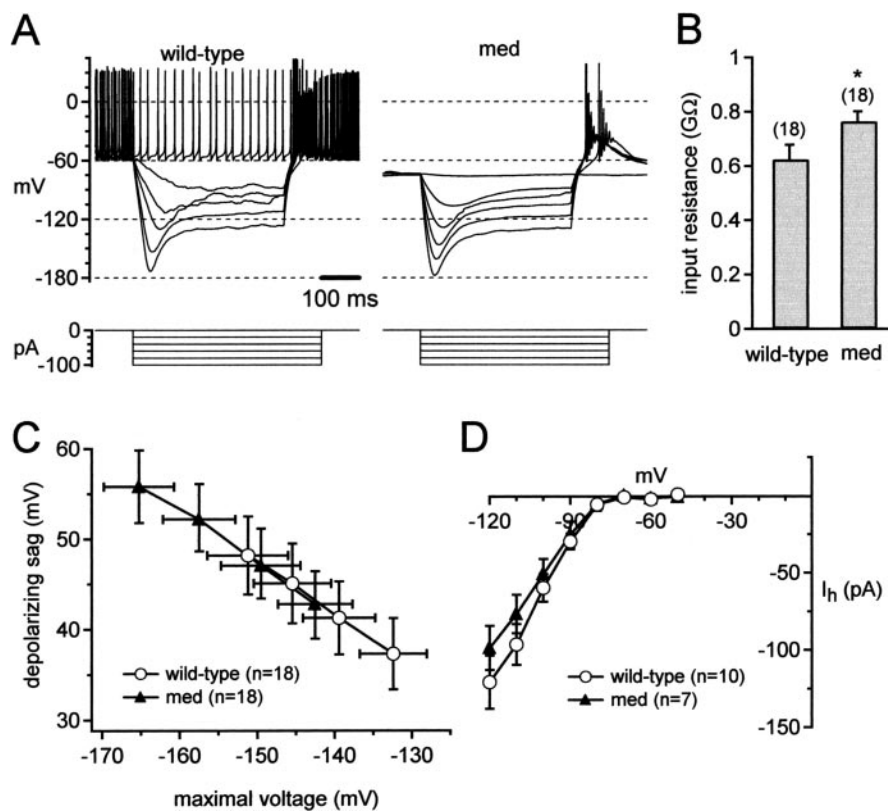 A
wild-type
med
0
-60
mV
-120
-180
100 ms
0
pA
-100
B
1
0.8
0.6
0.4
0.2
0
input resistance (GΩ)
(18)
*
(18)
wild-type
med
C
60
50
40
30
depolarizing sag (mV)
wild-type (n=18)
med (n=18)
-170
-160
-150
-140
-130
maximal voltage (mV)
D
mV
-120
-90
-60
-30
-50
-100
-150
Ih (pA)
wild-type (n=10)
med (n=7)